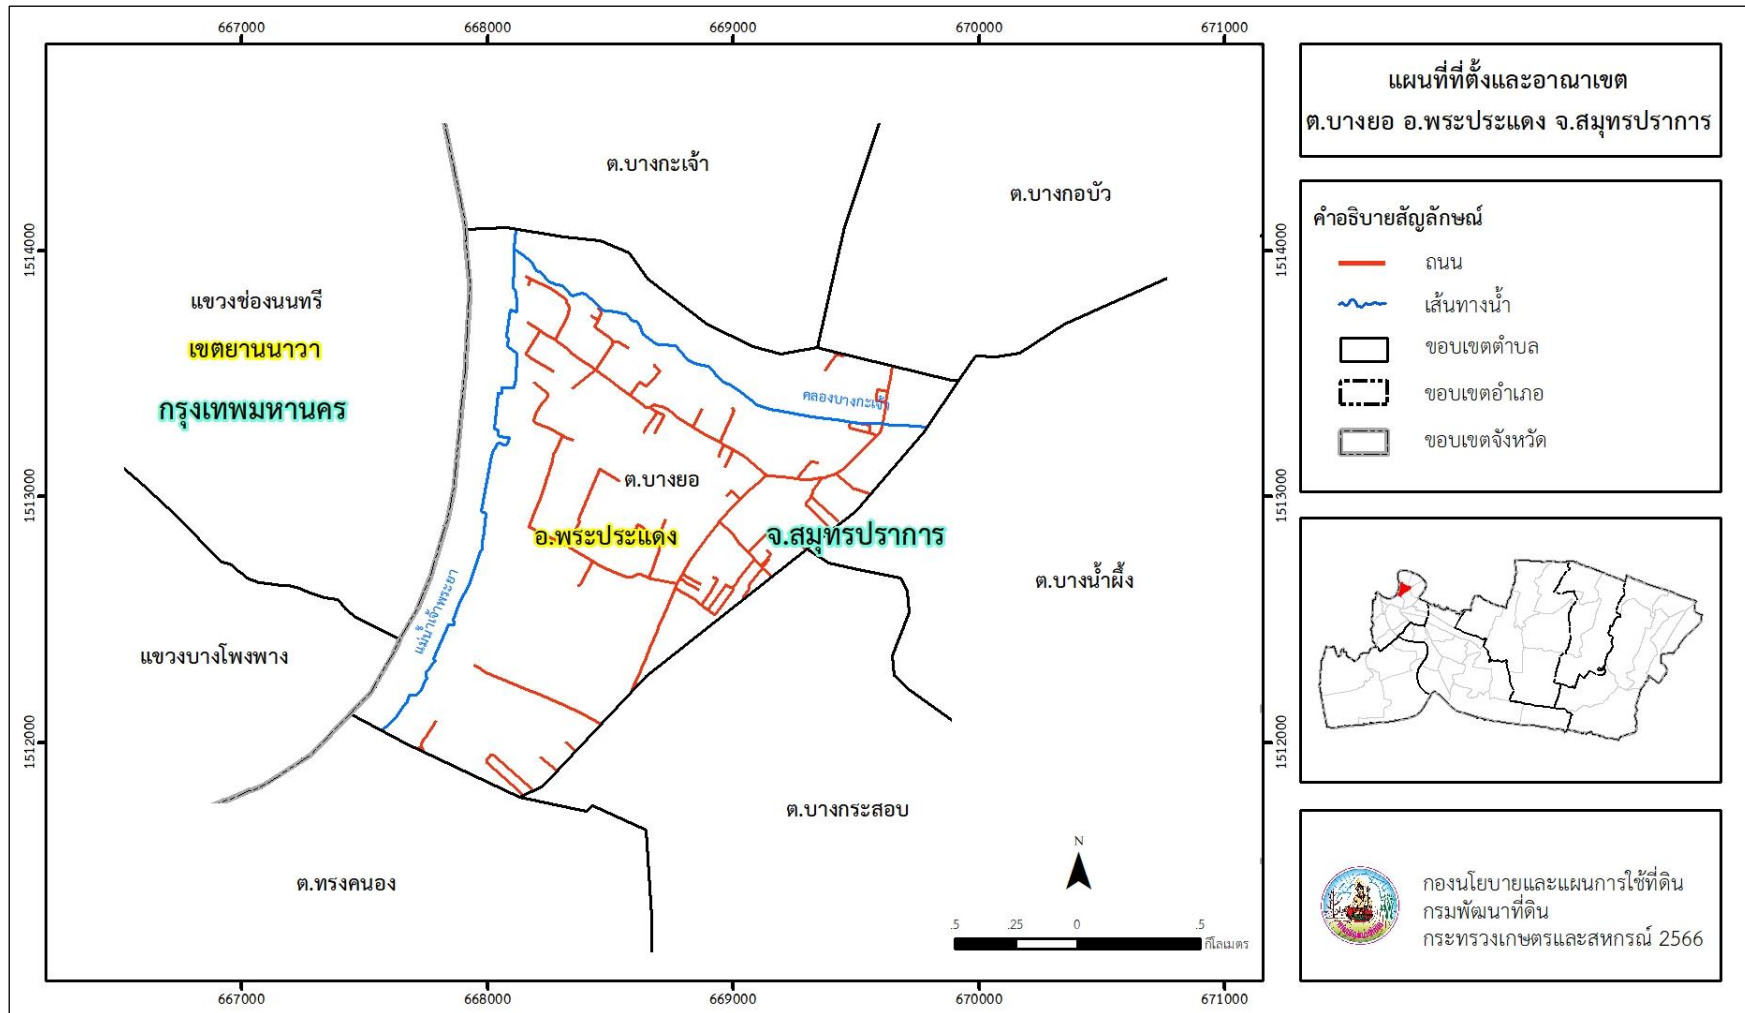 667000 668000 669000 670000 671000
แผนที่ที่ตั้งและอาณาเขต
ต.บางยอ อ.พระประแดง จ.สมุทรปราการ
คำอธิบายสัญลักษณ์
ถนน
เส้นทางน้ำ
ขอบเขตตำบล
ขอบเขตอำเภอ
ขอบเขตจังหวัด
ต.บางกะเจ้า
ต.บางกอบัว
1514000
1514000
แขวงช่องนนทรี
เขตยานนาวา
กรุงเทพมหานคร
คลองบางกะเจ้า
ต.บางยอ
1513000
1513000
อ.พระประแดง
จ.สมุทรปราการ
ต.บางน้ำผึ้ง
แม่น้ำเจ้าพระยา
แขวงบางโพงพาง
1512000
1512000
ต.บางกระสอบ
ต.ทรงคนอง
N
.5 .25 0 .5
กิโลเมตร
กองนโยบายและแผนการใช้ที่ดิน
กรมพัฒนาที่ดิน
กระทรวงเกษตรและสหกรณ์ 2566
667000 668000 669000 670000 671000